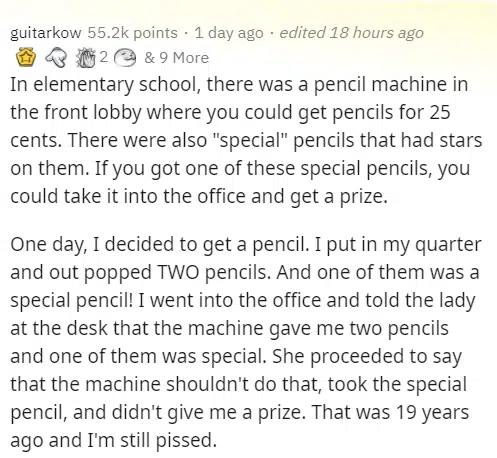 guitarkow 55.2k points · 1 day ago · edited 18 hours ago
2 & 9 More
In elementary school, there was a pencil machine in
the front lobby where you could get pencils for 25
cents. There were also "special" pencils that had stars
on them. If you got one of these special pencils, you
could take it into the office and get a prize.
One day, I decided to get a pencil. I put in my quarter
and out popped TWO pencils. And one of them was a
special pencil! I went into the office and told the lady
at the desk that the machine gave me two pencils
and one of them was special. She proceeded to say
that the machine shouldn't do that, took the special
pencil, and didn't give me a prize. That was 19 years
ago and I'm still pissed.